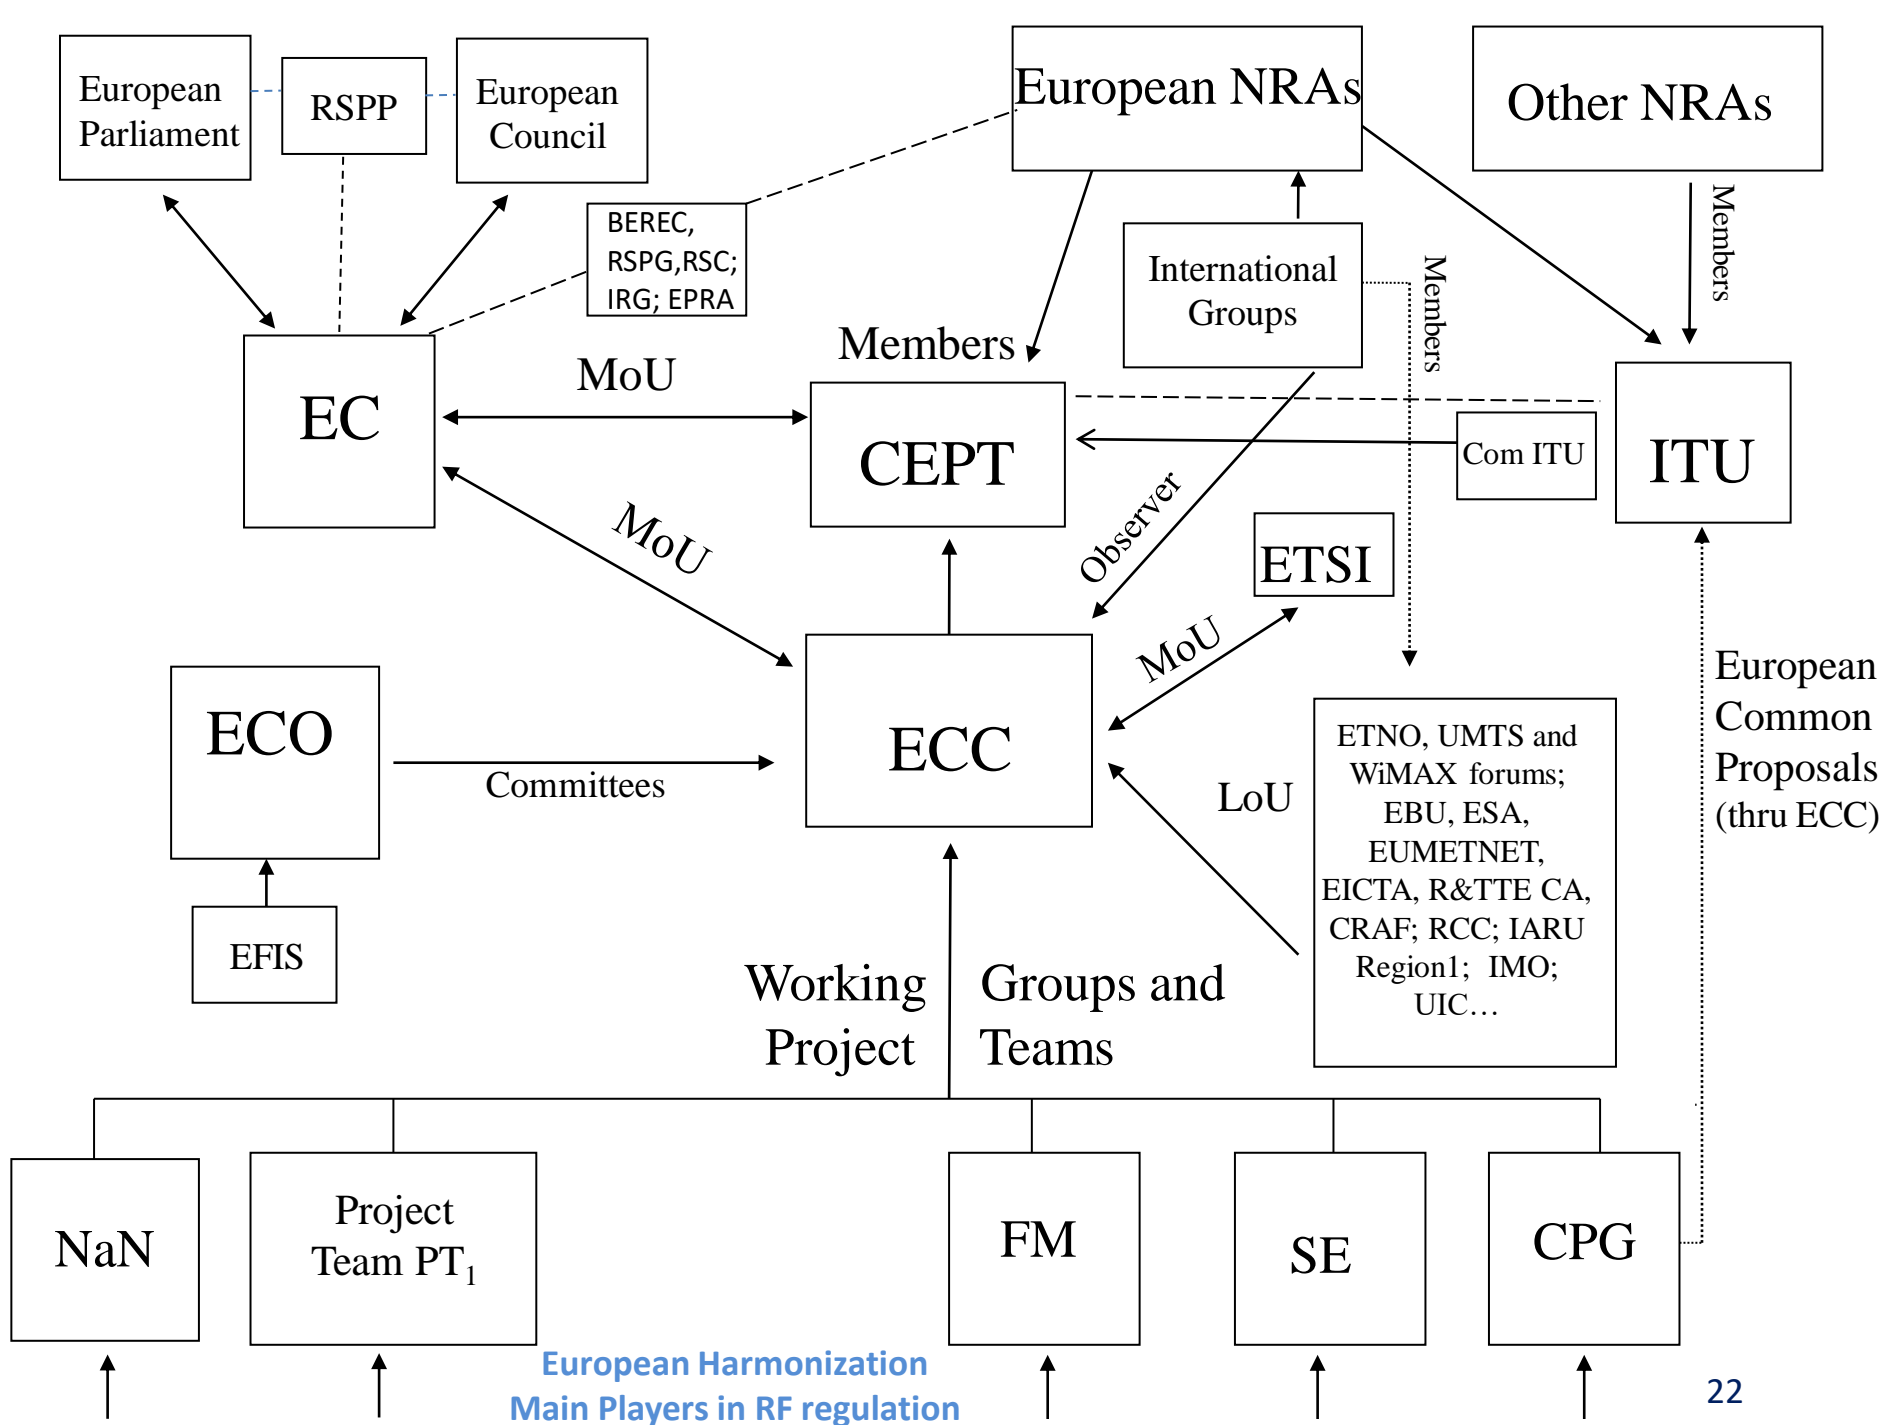 European
Parliament
RSPP
European
Council
European NRAs
Other NRAs
BEREC,
RSPG,RSC;
IRG; EPRA
International
Groups
Members
Members
EC
MoU
Members
CEPT
Com ITU
ITU
MoU
Observer
ETSI
MoU
ECO
Committees
ECC
LoU
ETNO, UMTS and
WiMAX forums;
EBU, ESA,
EUMETNET,
EICTA, R&TTE CA,
CRAF; RCC; IARU
Region1; IMO;
UIC…
European
Common
Proposals
(thru ECC)
EFIS
Working Groups and
Project Teams
NaN
Project
Team PT₁
FM
SE
CPG
European Harmonization
Main Players in RF regulation
22